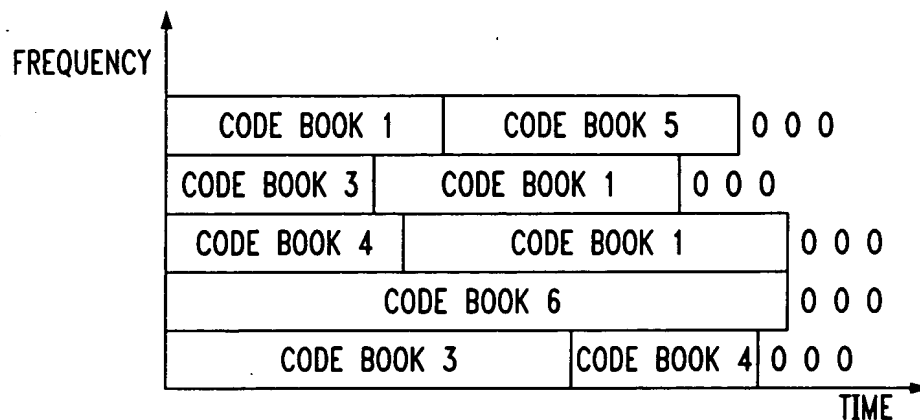 FREQUENCY
CODE BOOK 1 CODE BOOK 5 0 0 0
CODE BOOK 3 CODE BOOK 1 0 0 0
CODE BOOK 4 CODE BOOK 1 0 0 0
CODE BOOK 6 0 0 0
CODE BOOK 3 CODE BOOK 4 0 0 0
TIME